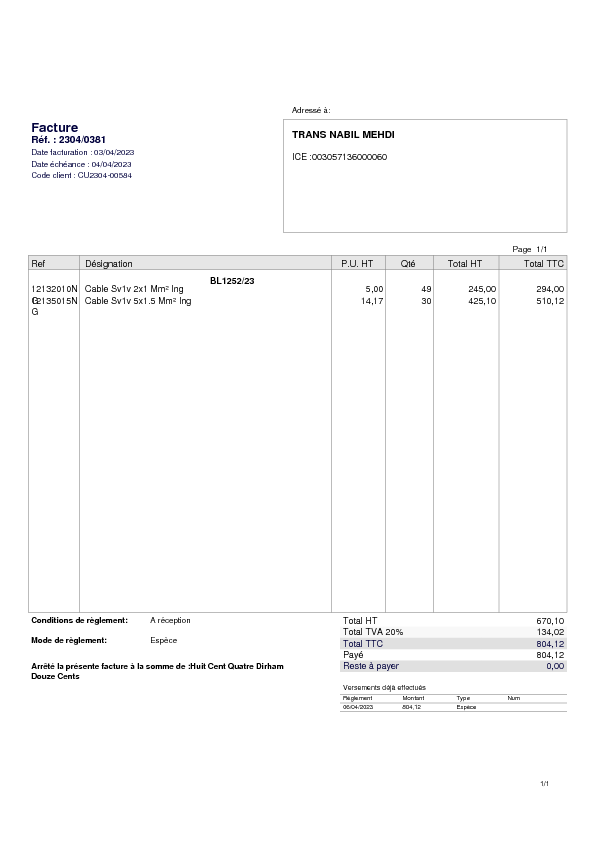 Adressé à:
Facture
Réf. : 2304/0381
Date facturation : 03/04/2023
Date échéance : 04/04/2023
Code client : CU2304-00584
TRANS NABIL MEHDI
ICE :003057136000060
Page 1/1
Ref Désignation P.U. HT Qté Total HT Total TTC
BL1252/23
12132010N Cable Sv1v 2x1 Mm² Ing 5,00 49 245,00 294,00
G
12135015N Cable Sv1v 5x1.5 Mm² Ing 14,17 30 425,10 510,12
G
Conditions de règlement: A réception
Mode de règlement: Espèce
Arrêté la présente facture à la somme de :Huit Cent Quatre Dirham
Douze Cents
Total HT 670,10
Total TVA 20% 134,02
Total TTC 804,12
Payé 804,12
Reste à payer 0,00
Versements déjà effectués
Règlement Montant Type Num
06/04/2023 804,12 Espèce
1/1